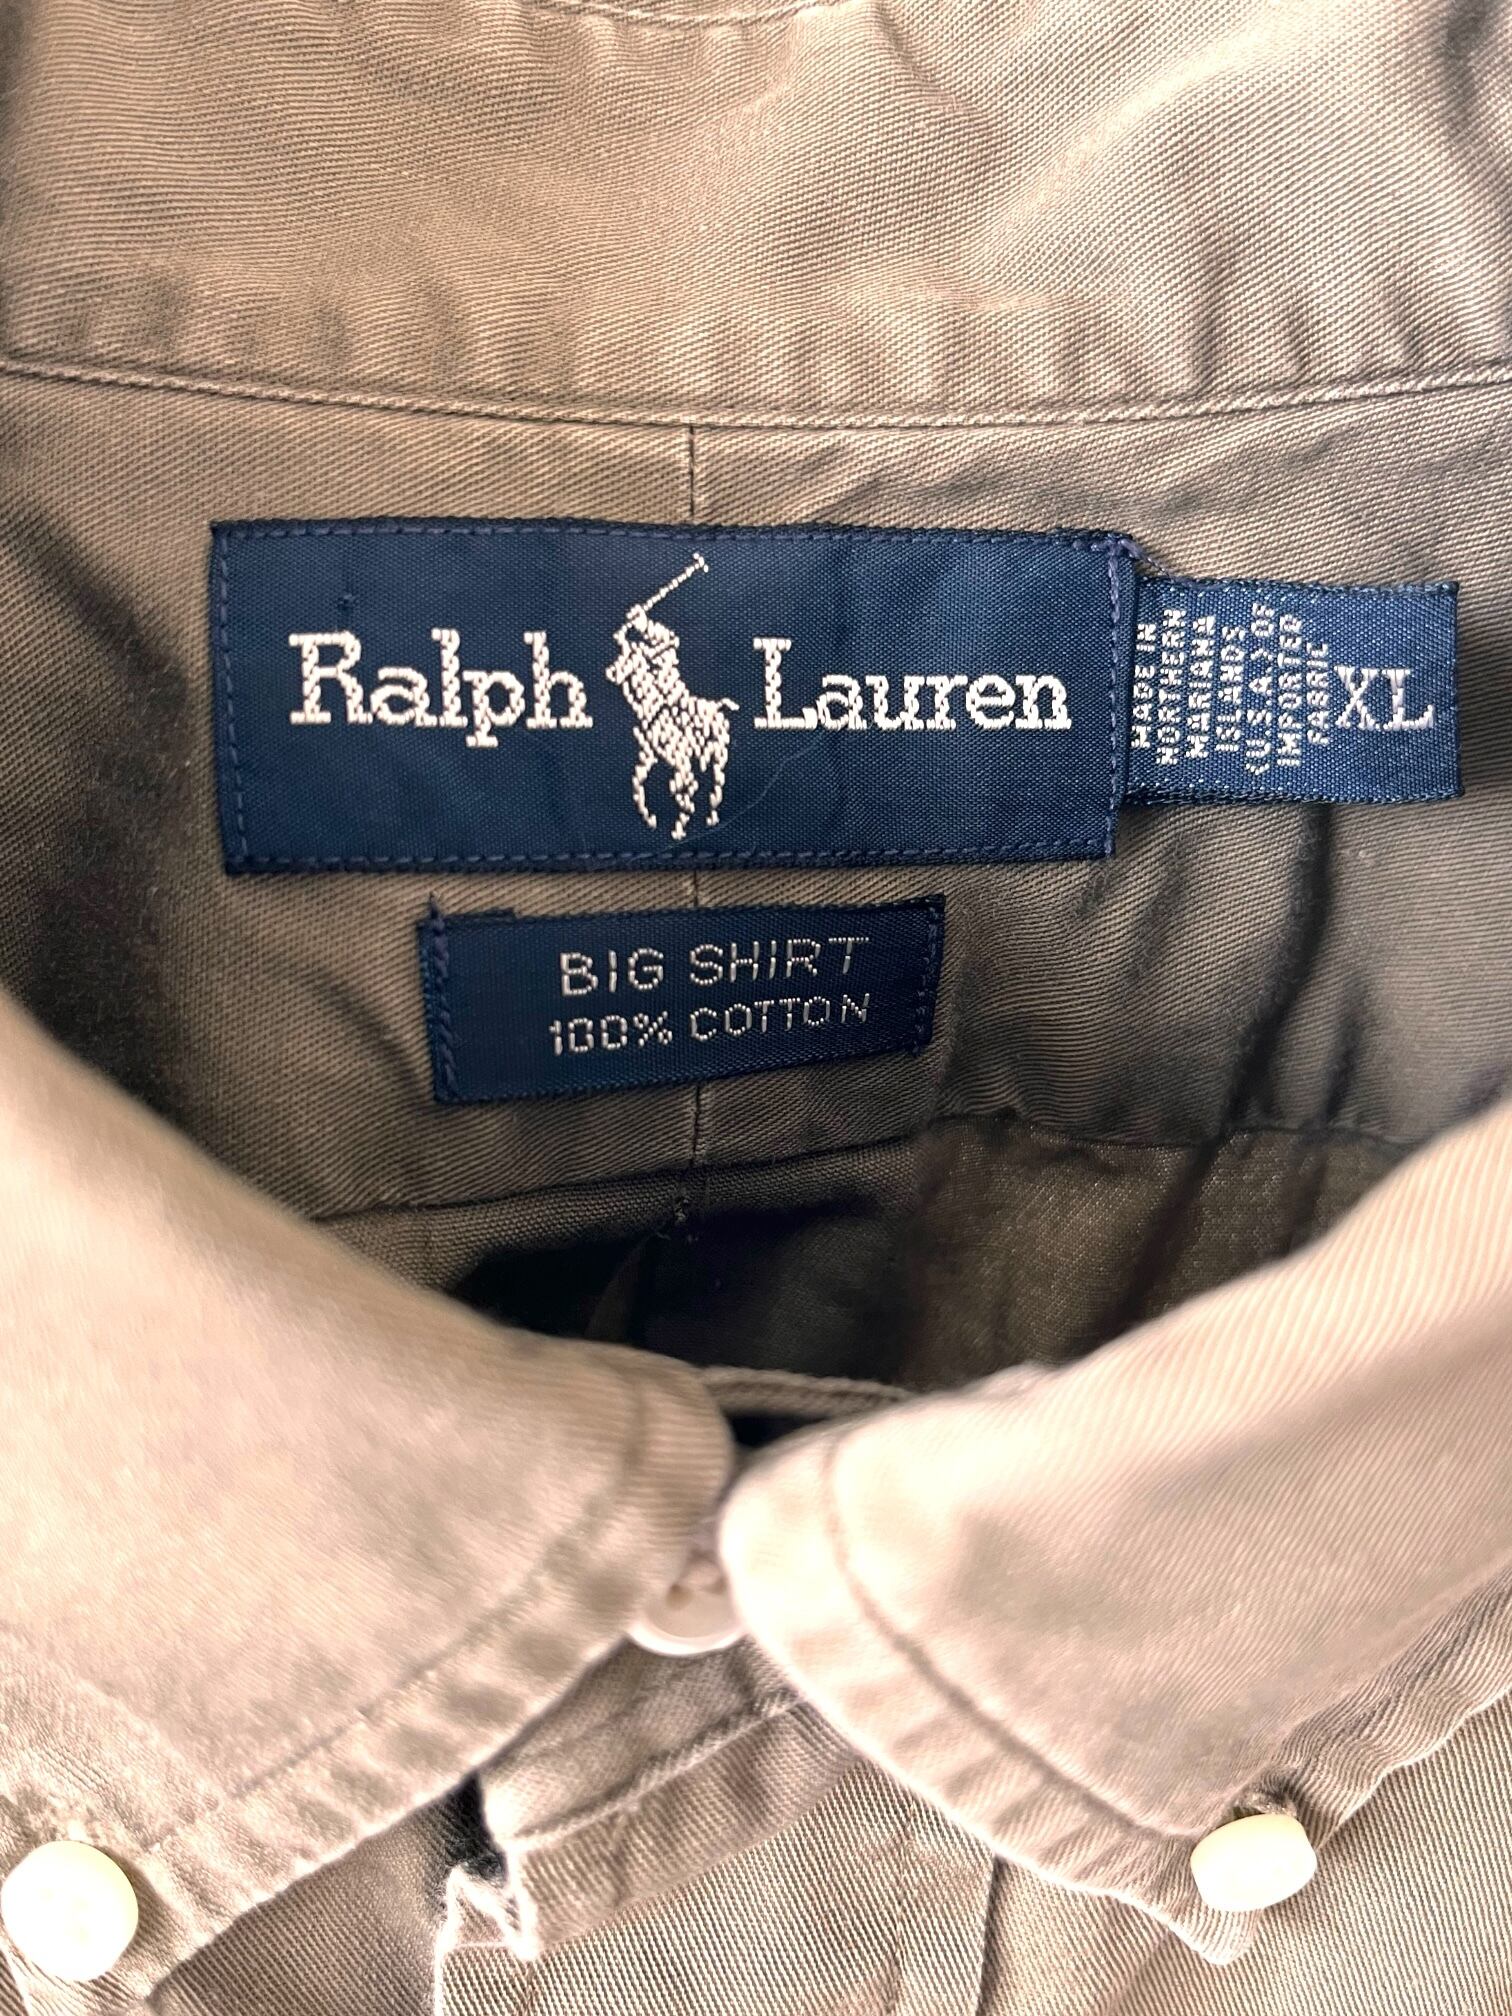 Ralph Lauren
MADE IN
NORTHERN
MARIANA
ISLANDS
(U.S.A.) OF
IMPORTED
FABRIC
XL
BIG SHIRT
100% COTTON